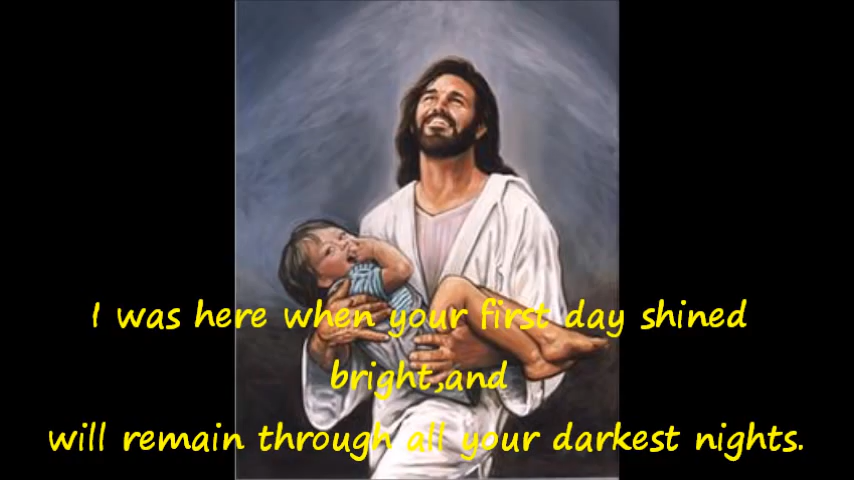 I was here when your first day shined
bright,and
will remain through all your darkest nights.